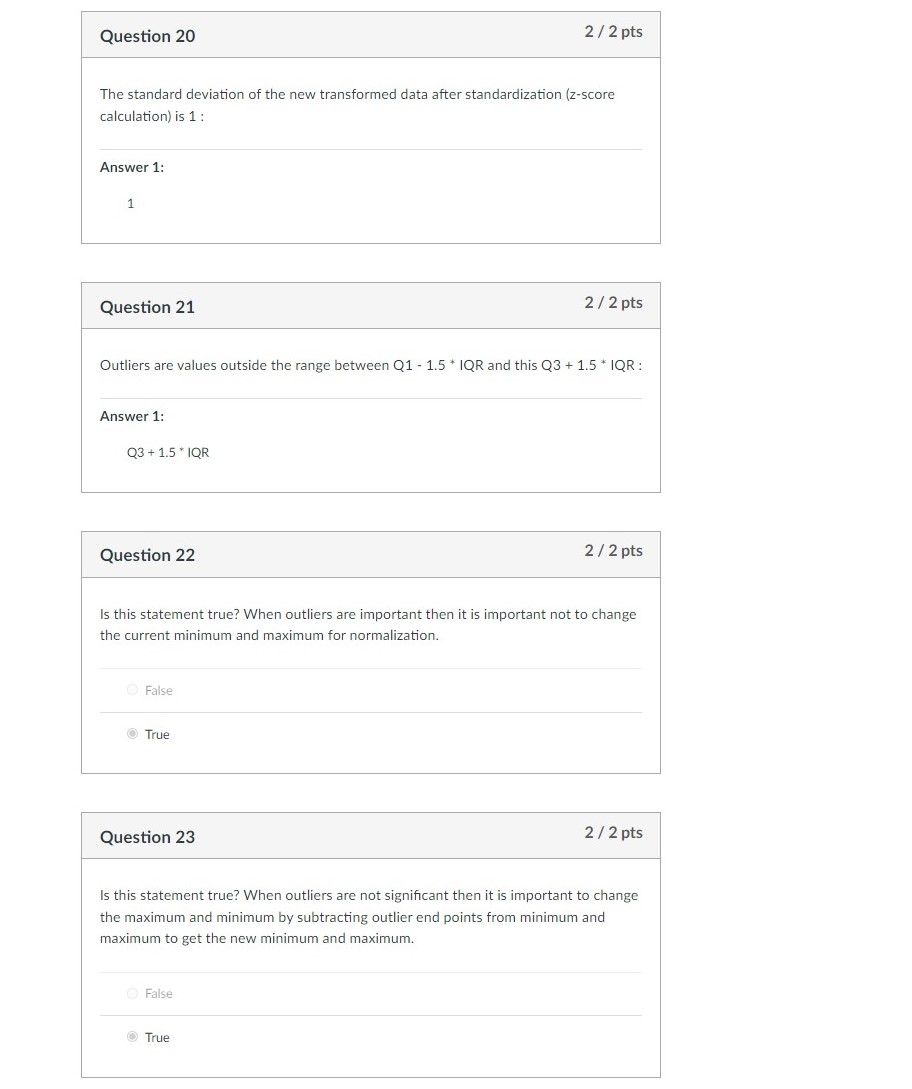 Question 20
2 / 2 pts
The standard deviation of the new transformed data after standardization (z-score
calculation) is 1 :
Answer 1:
1
Question 21
2 / 2 pts
Outliers are values outside the range between Q1 - 1.5 * IQR and this Q3 + 1.5 * IQR :
Answer 1:
Q3 + 1.5 * IQR
Question 22
2 / 2 pts
Is this statement true? When outliers are important then it is important not to change
the current minimum and maximum for normalization.
False
True
Question 23
2 / 2 pts
Is this statement true? When outliers are not significant then it is important to change
the maximum and minimum by subtracting outlier end points from minimum and
maximum to get the new minimum and maximum.
False
True